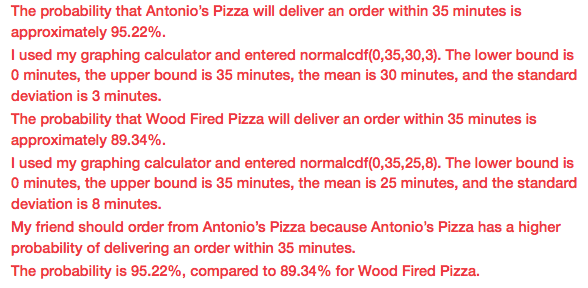 The probability that Antonio's Pizza will deliver an order within 35 minutes is
approximately 95.22%.
I used my graphing calculator and entered normalcdf(0,35,30,3). The lower bound is
0 minutes, the upper bound is 35 minutes, the mean is 30 minutes, and the standard
deviation is 3 minutes.
The probability that Wood Fired Pizza will deliver an order within 35 minutes is
approximately 89.34%.
I used my graphing calculator and entered normalcdf(0,35,25,8). The lower bound is
0 minutes, the upper bound is 35 minutes, the mean is 25 minutes, and the standard
deviation is 8 minutes.
My friend should order from Antonio's Pizza because Antonio's Pizza has a higher
probability of delivering an order within 35 minutes.
The probability is 95.22%, compared to 89.34% for Wood Fired Pizza.